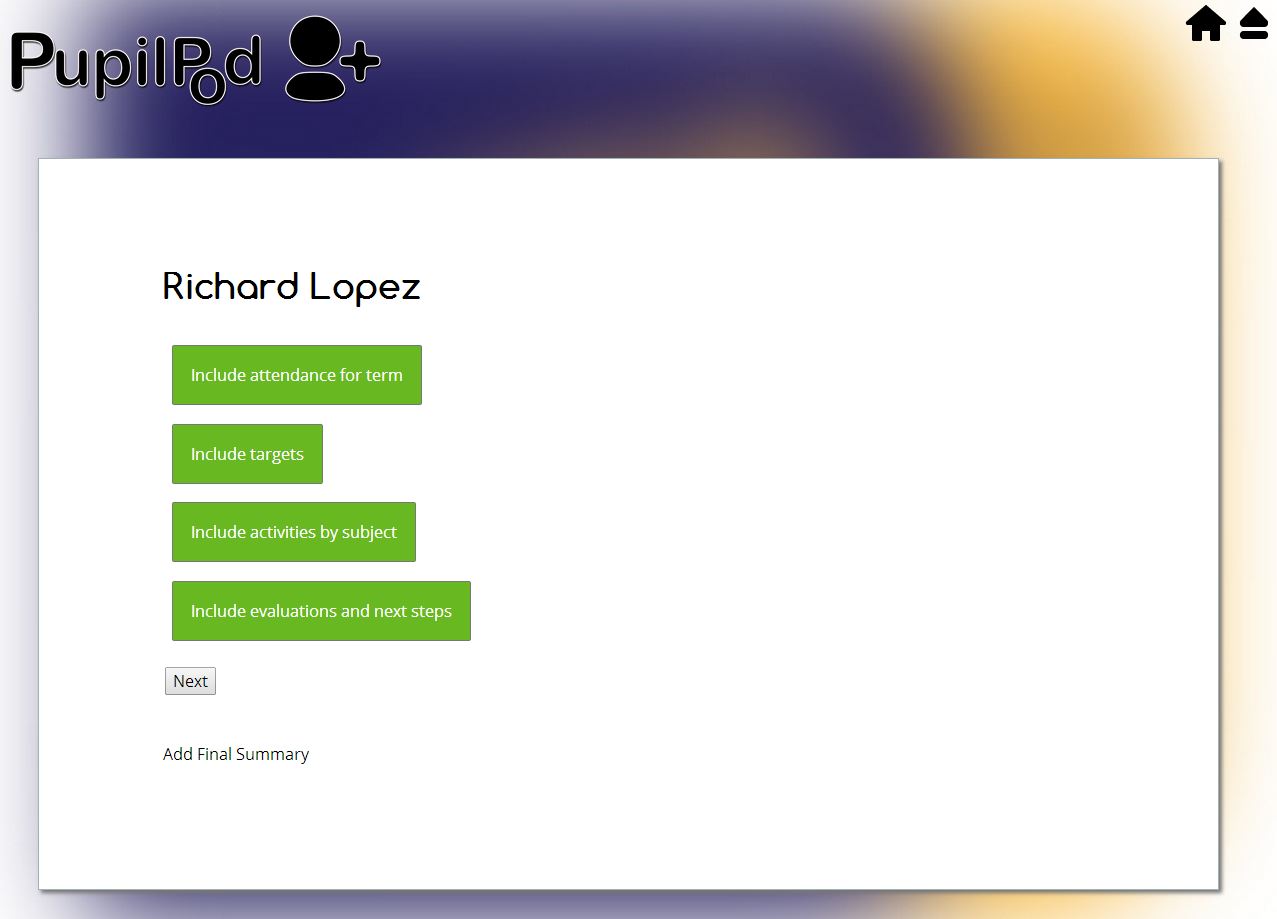 PupilPod
Richard Lopez
Include attendance for term
Include targets
Include activities by subject
Include evaluations and next steps
Next
Add Final Summary